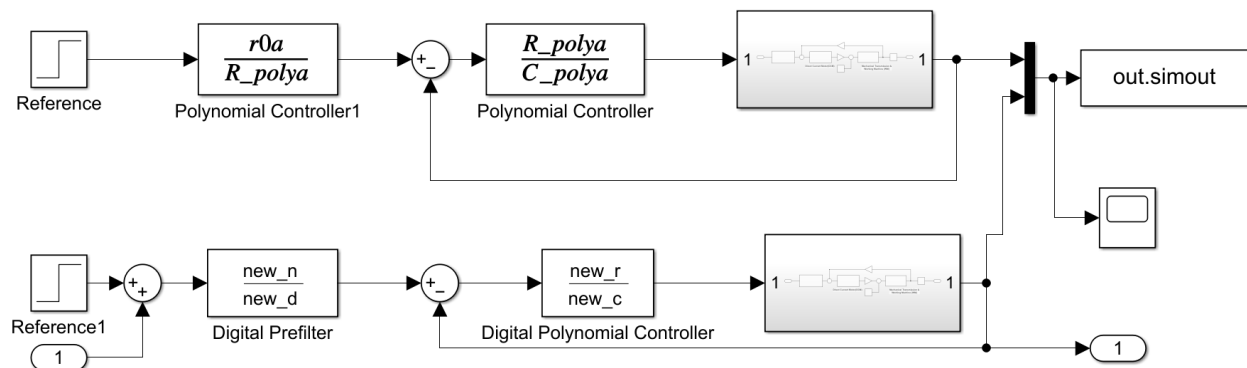 r0a
R_polya
R_polya
C_polya
1
1
out.simout
Reference
Polynomial Controller1
Polynomial Controller
new_n
new_d
new_r
new_c
1
1
Reference1
Digital Prefilter
Digital Polynomial Controller
1
1